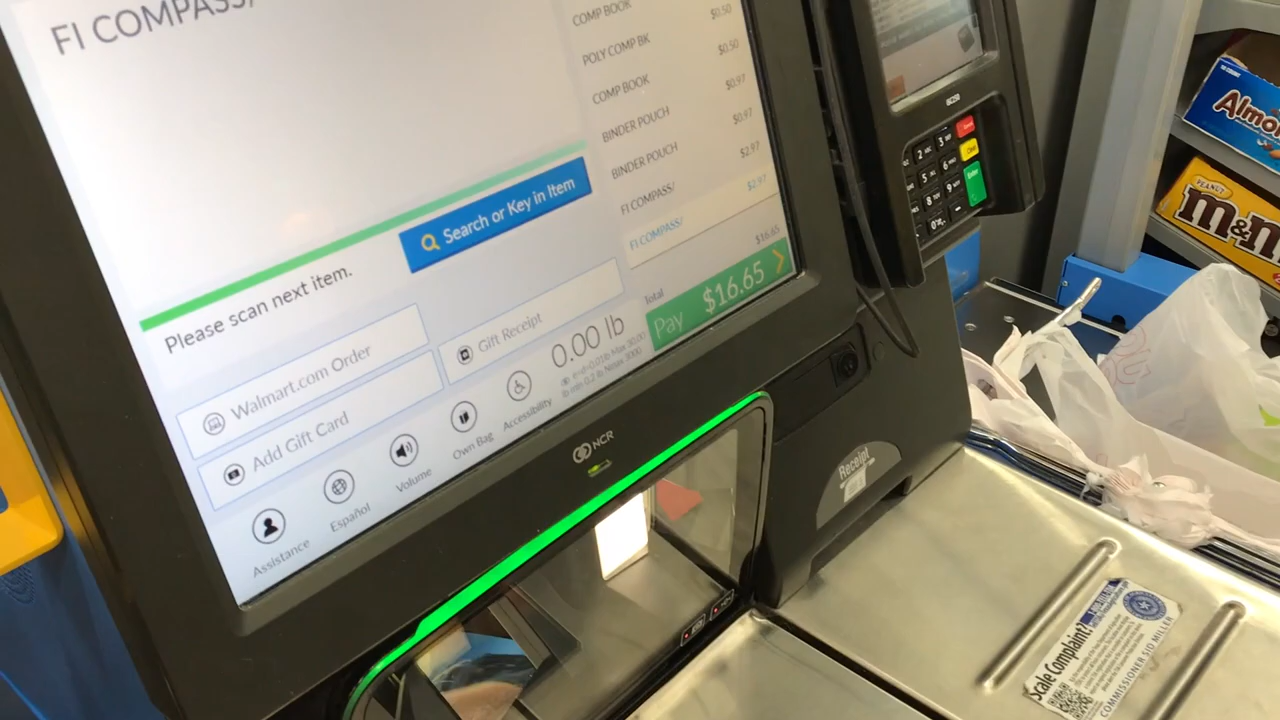 FI COMPASS/
COMP BOOK $0.50
POLY COMP BK $0.50
COMP BOOK $0.97
BINDER POUCH $0.97
BINDER POUCH $2.97
FI COMPASS/ $2.97
FI COMPASS/
$16.65
Total
Pay $16.65
Search or Key in Item
Please scan next item.
Walmart.com Order
Gift Receipt
Add Gift Card
0.00 lb
Assistance
Español
Volume
Own Bag
Accessibility
NCR
Receipt
Scale Complaint?
COMMISSIONER SID MILLER
Almo
PEANUT
m&m